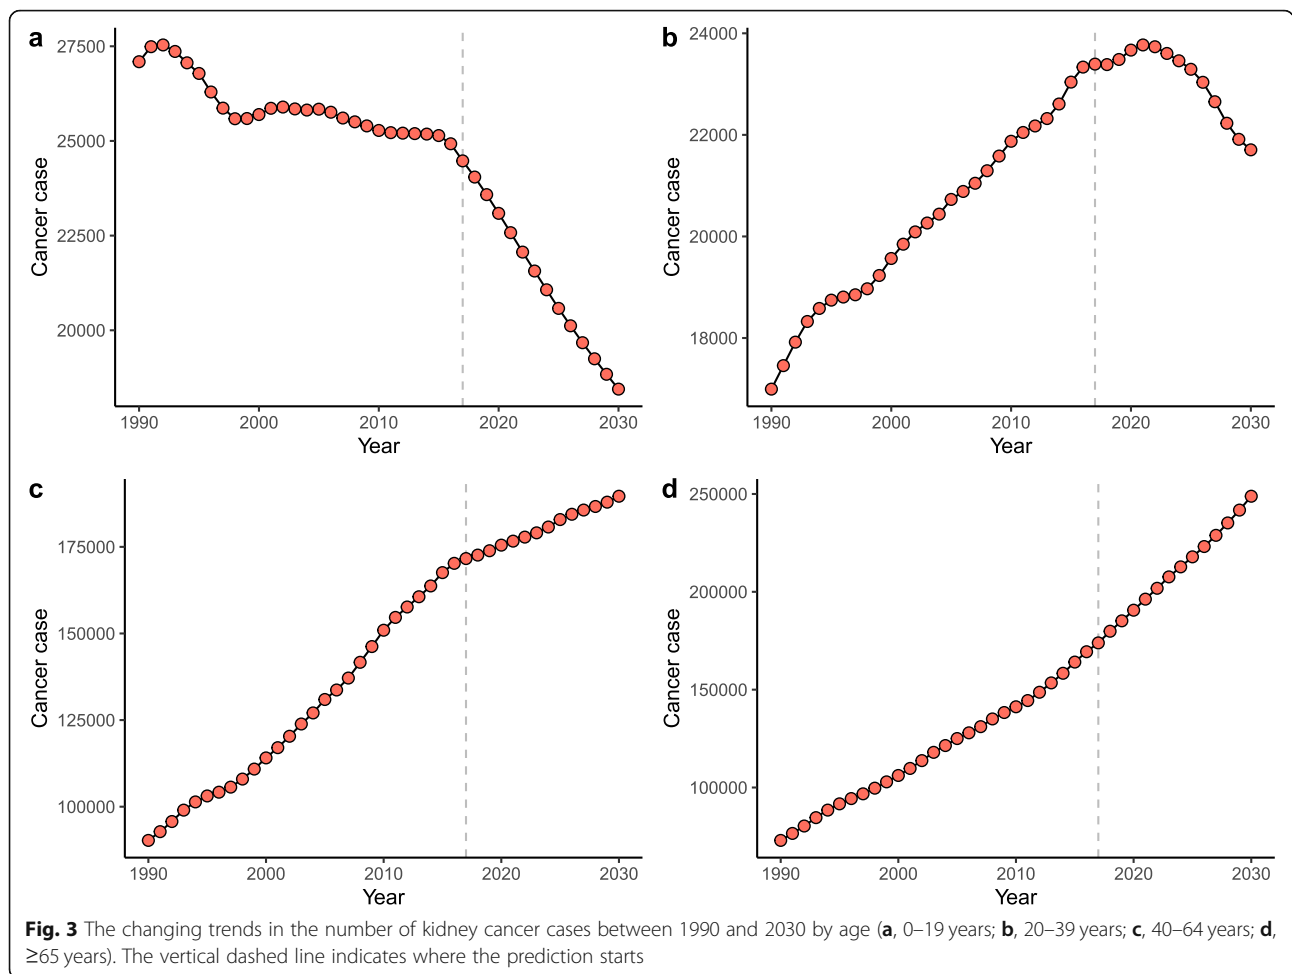 a
27500
25000
22500
20000
Cancer case
1990 2000 2010 2020 2030
Year
b
24000
22000
20000
18000
Cancer case
1990 2000 2010 2020 2030
Year
c
175000
150000
125000
100000
Cancer case
1990 2000 2010 2020 2030
Year
d
250000
200000
150000
100000
Cancer case
1990 2000 2010 2020 2030
Year
Fig. 3 The changing trends in the number of kidney cancer cases between 1990 and 2030 by age (a, 0–19 years; b, 20–39 years; c, 40–64 years; d,
≥65 years). The vertical dashed line indicates where the prediction starts